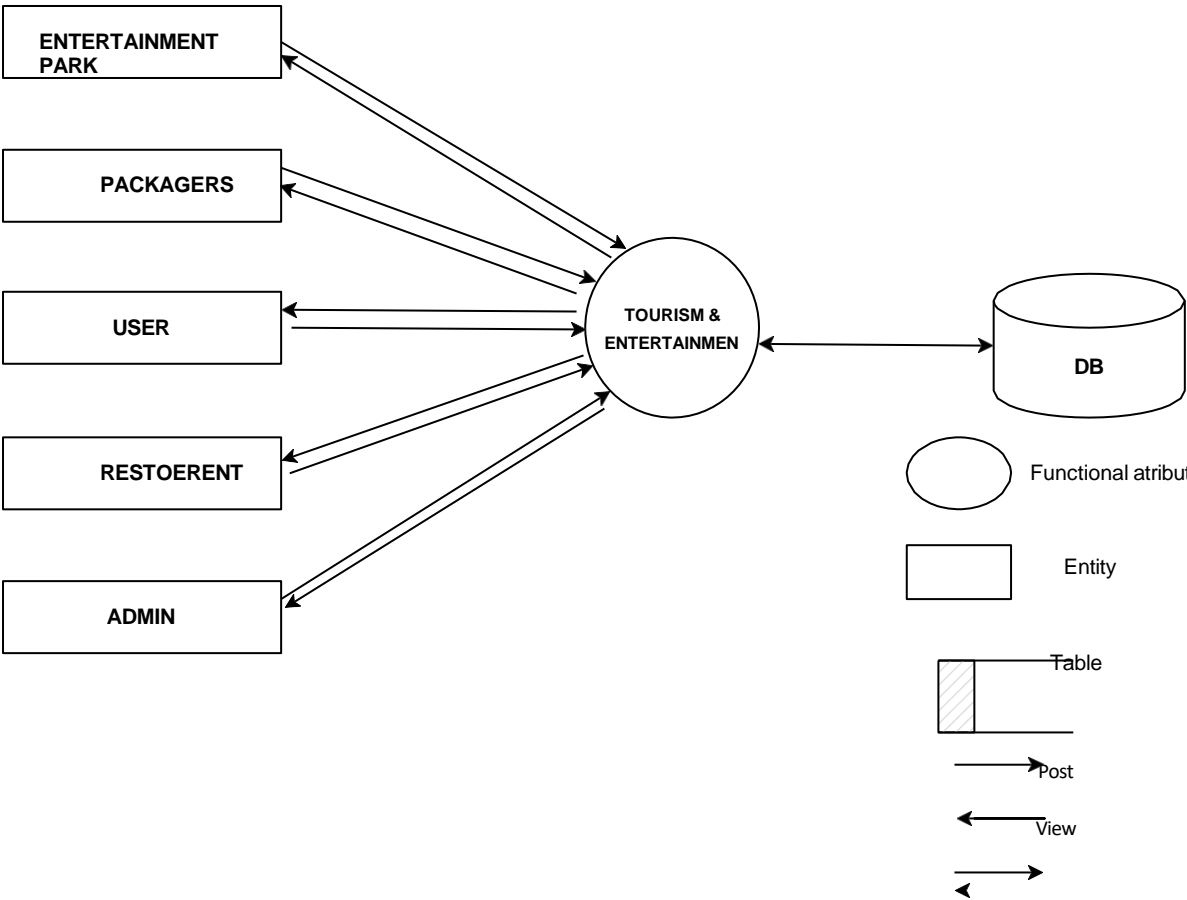 ENTERTAINMENT
PARK
PACKAGERS
USER
RESTOERENT
ADMIN
TOURISM &
ENTERTAINMEN
DB
Functional atribut
Entity
Table
Post
View